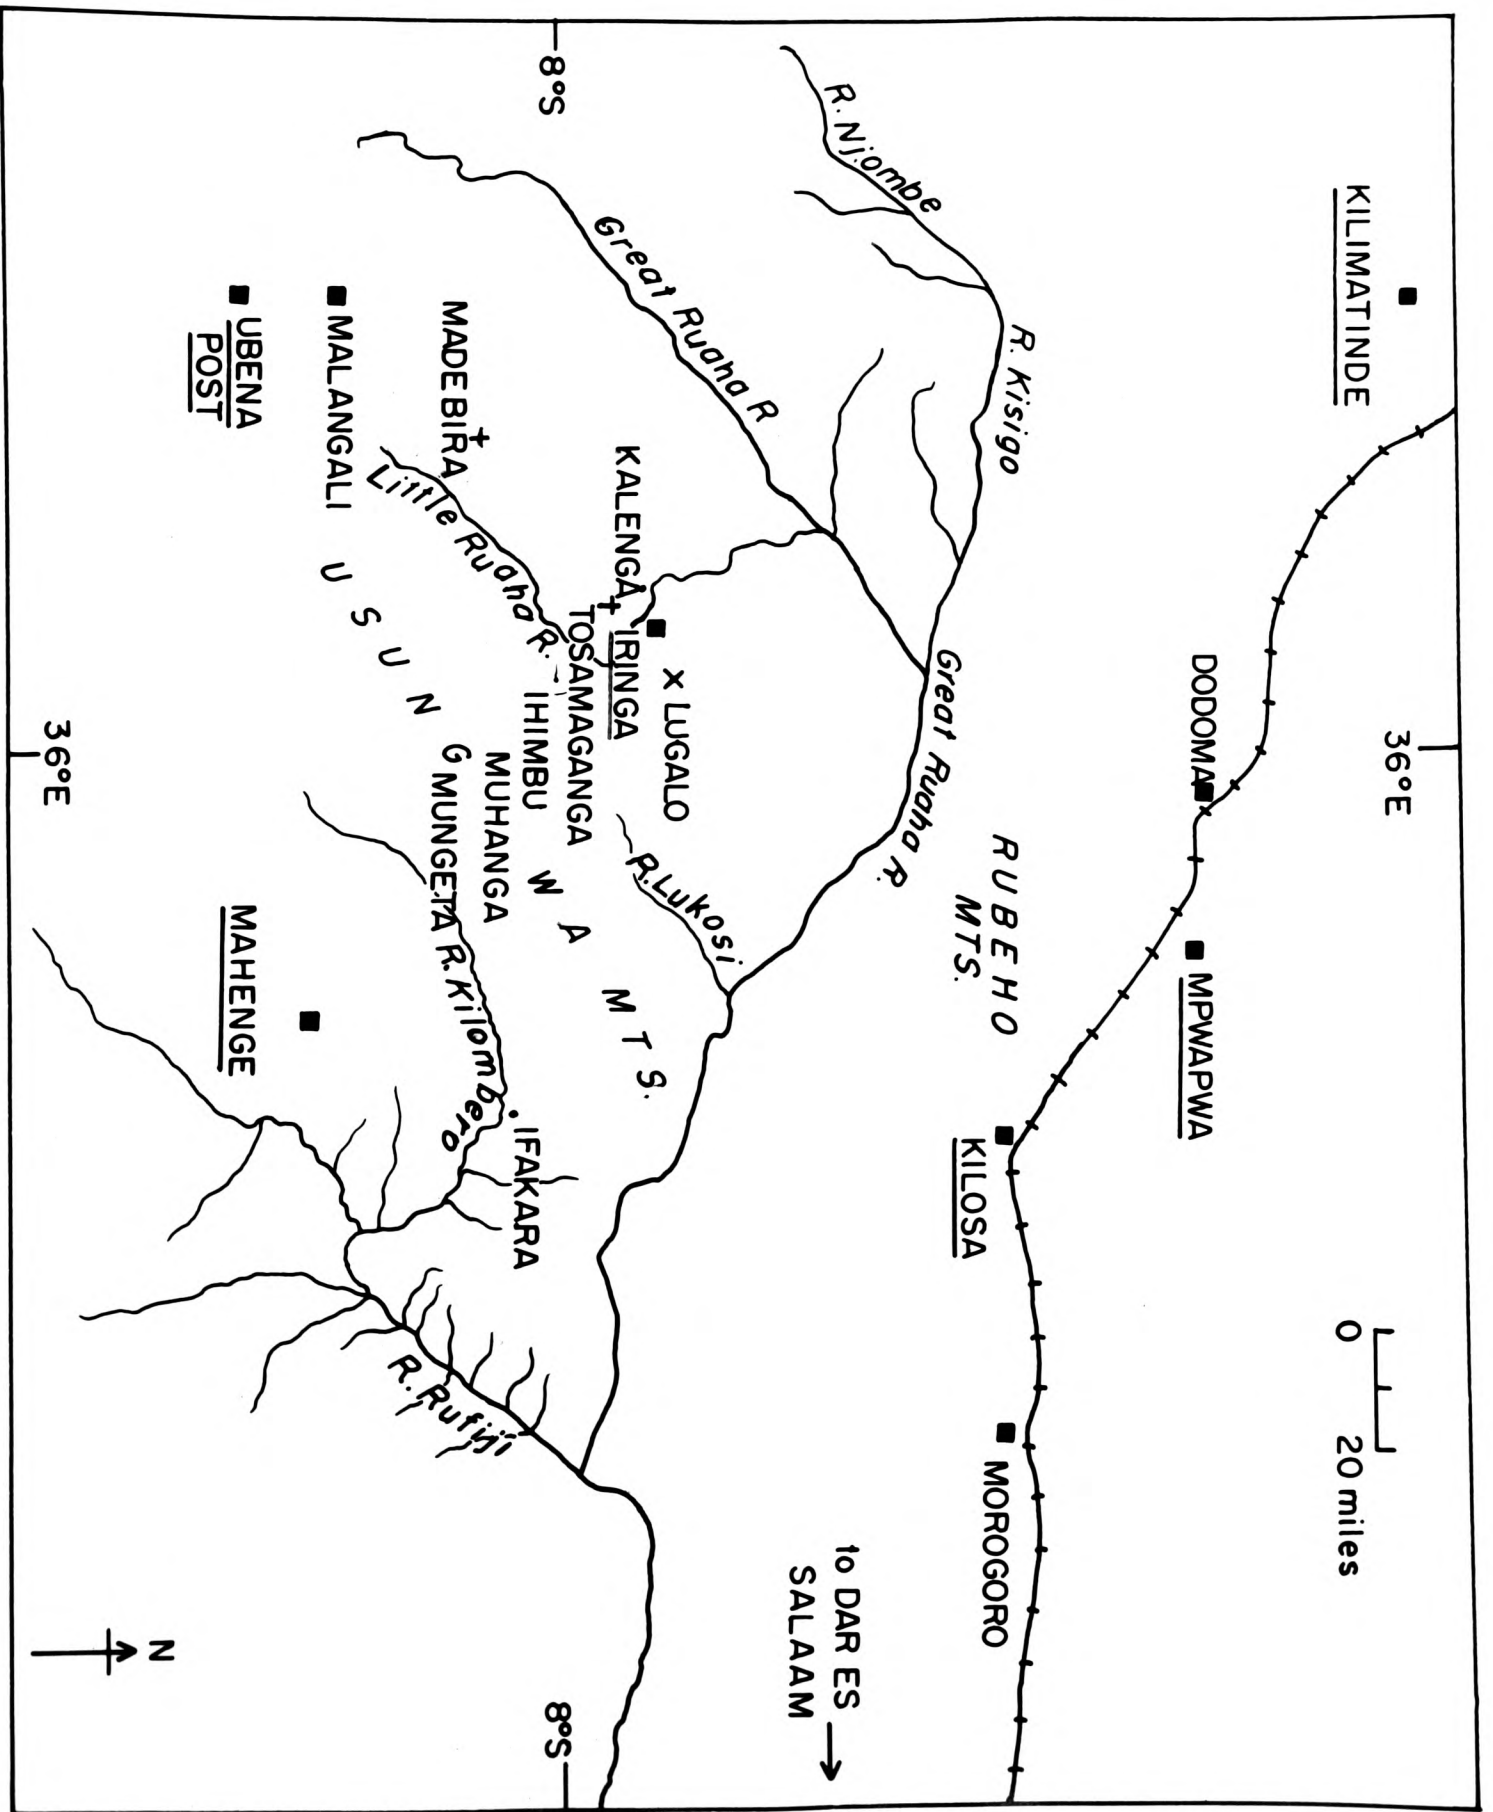 36°E
KILIMATINDE
0 20 miles
DODOMA
MPWAPWA
RUBEHO
MTS.
KILOSA
MOROGORO
R. Njombe
R. Kisigo
Great Ruaha R.
to DAR ES
SALAAM
Great Ruaha R
8°S
8°S
KALENGA
LUGALO
IRINGA
TOSAMAGANGA
IHIMBU
MUHANGA
R. Lukosi
USUNGWA MTS.
MADEBIRA
Little Ruaha R.
MUNGETA
R. Kilombero
IFAKARA
MALANGALI
UBENA
POST
MAHENGE
R. Rufiji
36°E
N